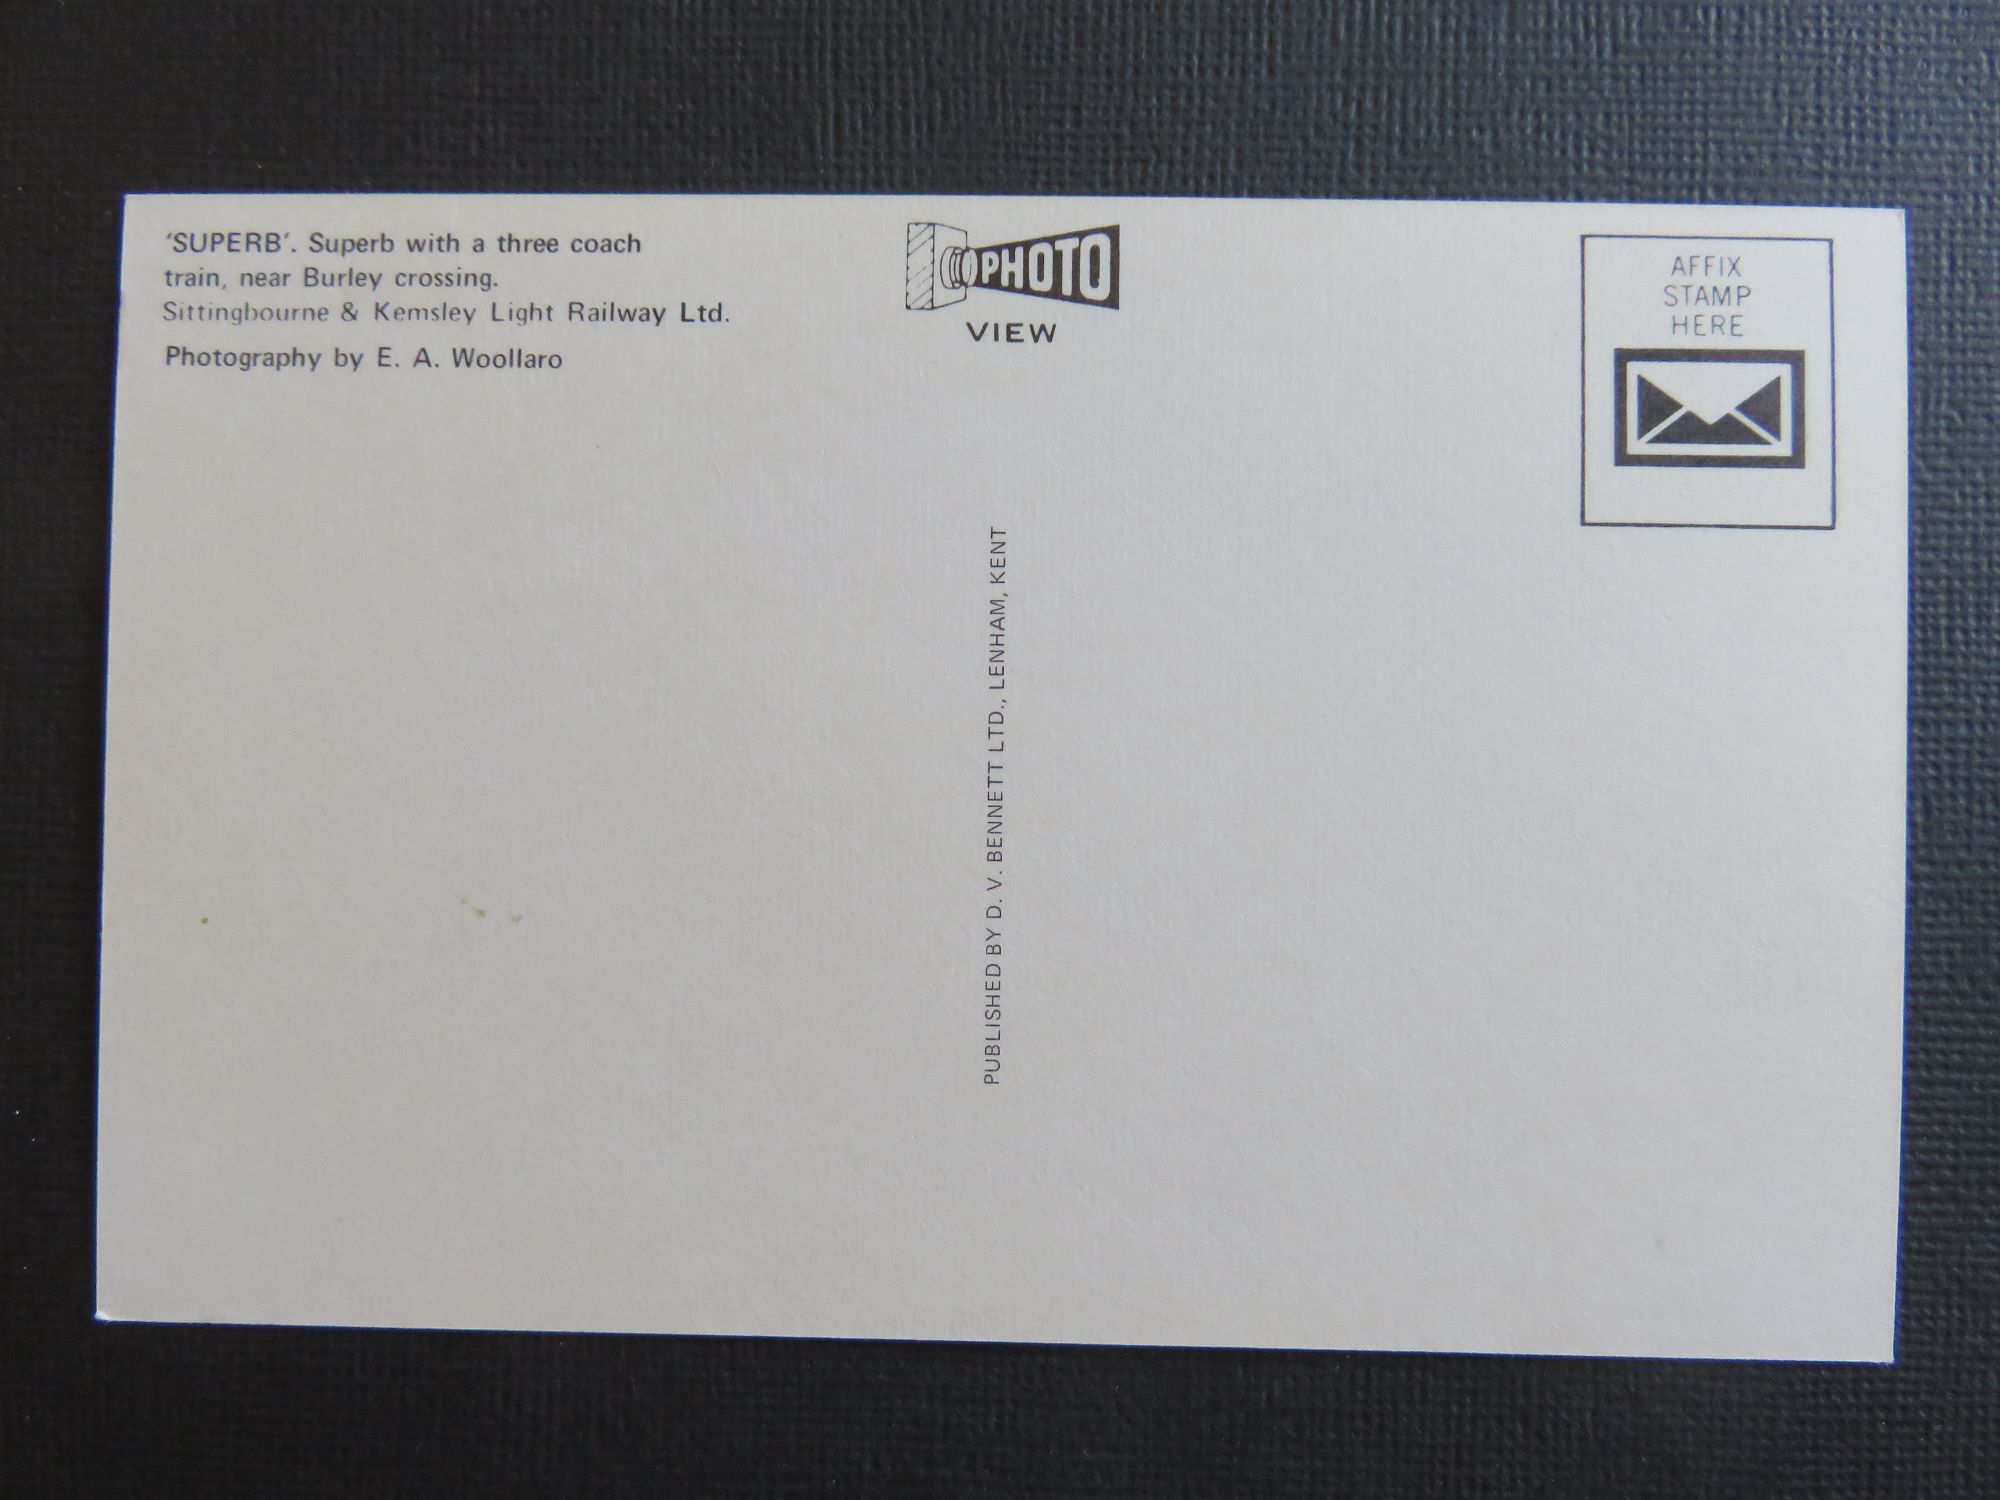 ‘SUPERB’. Superb with a three coach
train, near Burley crossing.
Sittingbourne & Kemsley Light Railway Ltd.
Photography by E. A. Woollaro
PHOTO
VIEW
AFFIX
STAMP
HERE
PUBLISHED BY D. V. BENNETT LTD., LENHAM, KENT